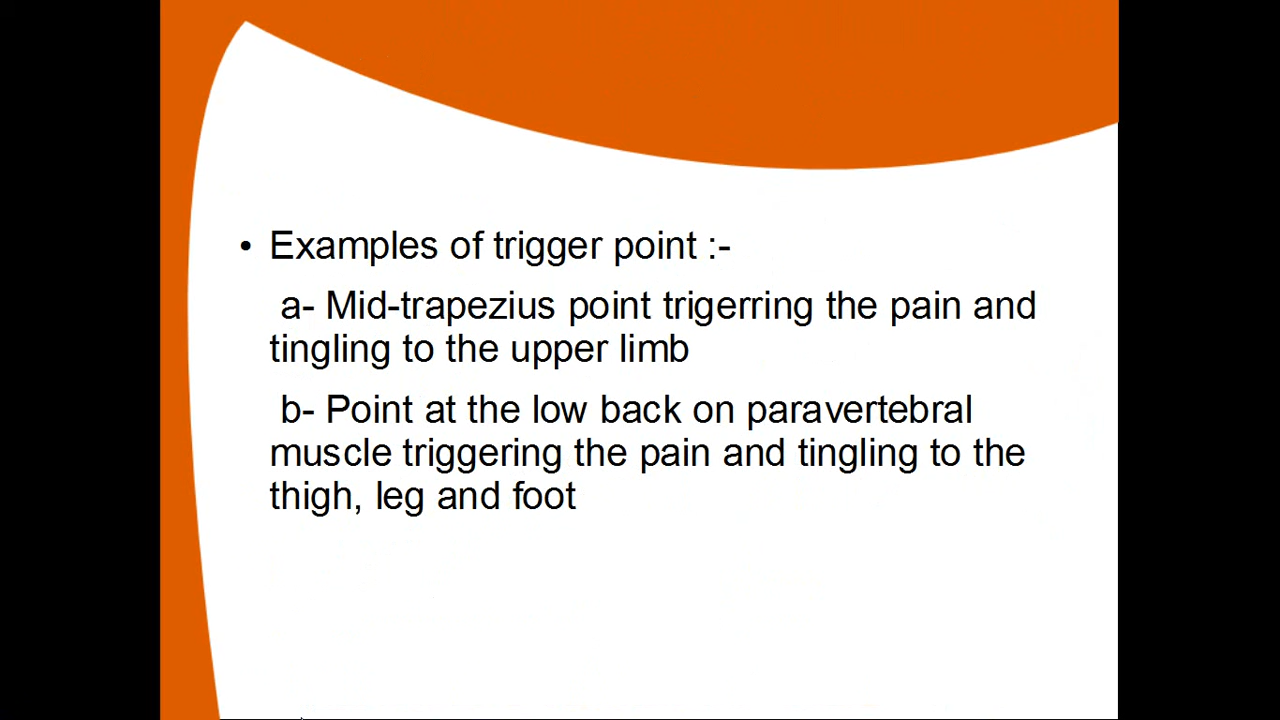 • Examples of trigger point :-
a- Mid-trapezius point trigerring the pain and
tingling to the upper limb
b- Point at the low back on paravertebral
muscle triggering the pain and tingling to the
thigh, leg and foot